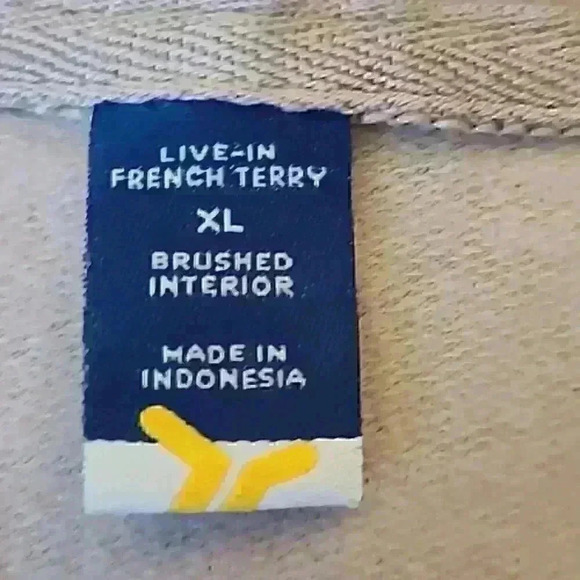 LIVE-IN
FRENCH TERRY
XL
BRUSHED
INTERIOR
MADE IN
INDONESIA